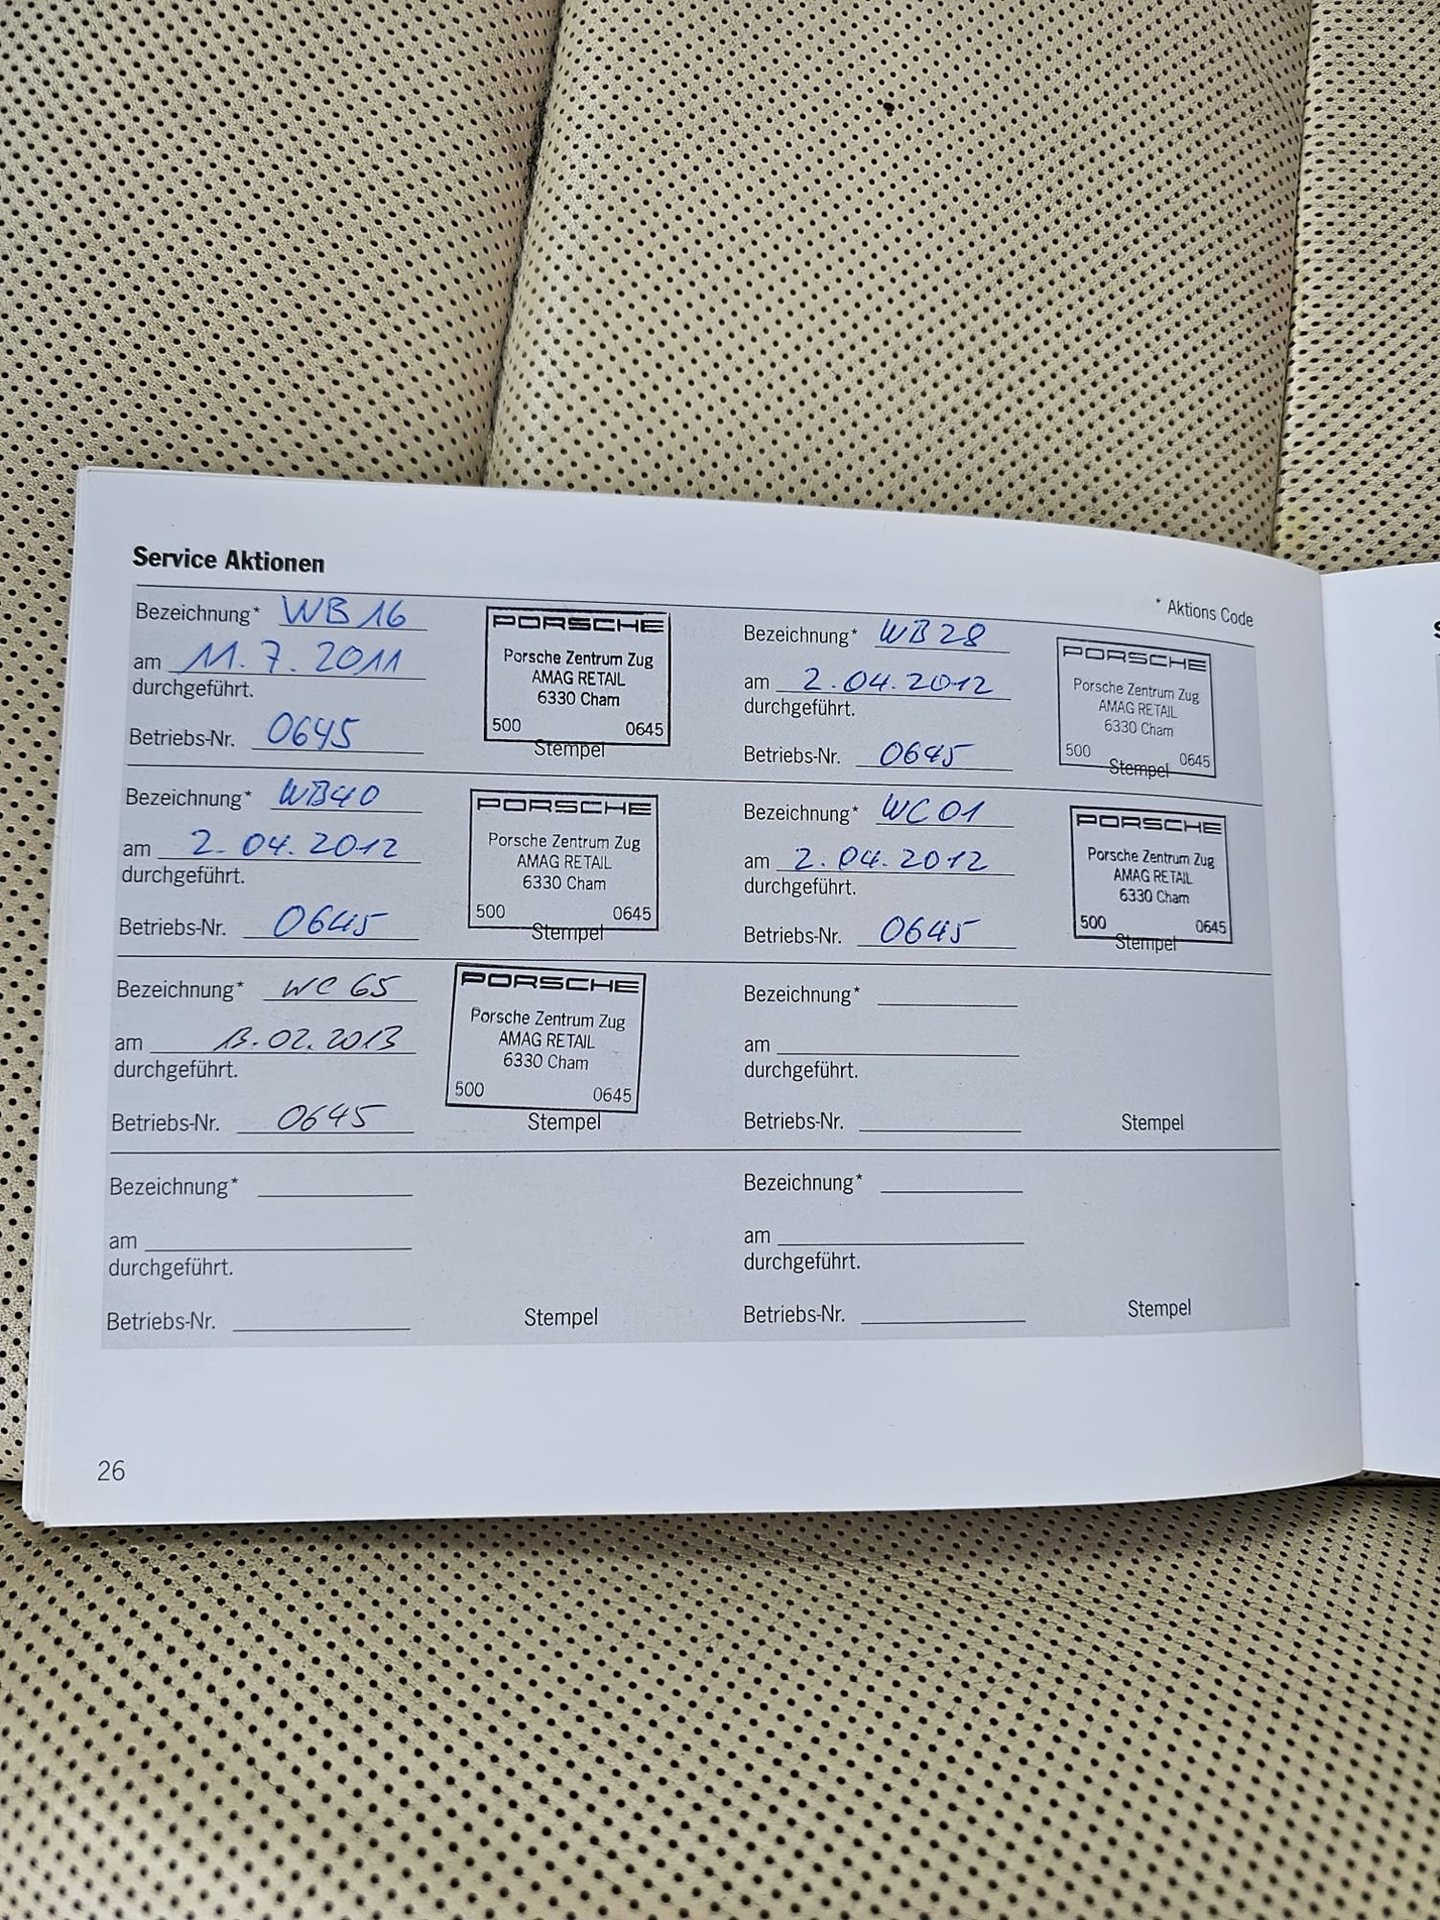 Service Aktionen
* Aktions Code
Bezeichnung* WB16
am 11.7.2011
durchgeführt.
Betriebs-Nr. 0645
PORSCHE
Porsche Zentrum Zug
AMAG RETAIL
6330 Cham
500 0645
Stempel
Bezeichnung* WB28
am 2.04.2012
durchgeführt.
Betriebs-Nr. 0645
PORSCHE
Porsche Zentrum Zug
AMAG RETAIL
6330 Cham
500 0645
Stempel
Bezeichnung* WB40
am 2.04.2012
durchgeführt.
Betriebs-Nr. 0645
PORSCHE
Porsche Zentrum Zug
AMAG RETAIL
6330 Cham
500 0645
Stempel
Bezeichnung* WC01
am 2.04.2012
durchgeführt.
Betriebs-Nr. 0645
PORSCHE
Porsche Zentrum Zug
AMAG RETAIL
6330 Cham
500 0645
Stempel
Bezeichnung* WC65
am 13.02.2013
durchgeführt.
Betriebs-Nr. 0645
PORSCHE
Porsche Zentrum Zug
AMAG RETAIL
6330 Cham
500 0645
Stempel
Bezeichnung*
am
durchgeführt.
Betriebs-Nr.
Stempel
Bezeichnung*
am
durchgeführt.
Betriebs-Nr.
Stempel
Bezeichnung*
am
durchgeführt.
Betriebs-Nr.
Stempel
26